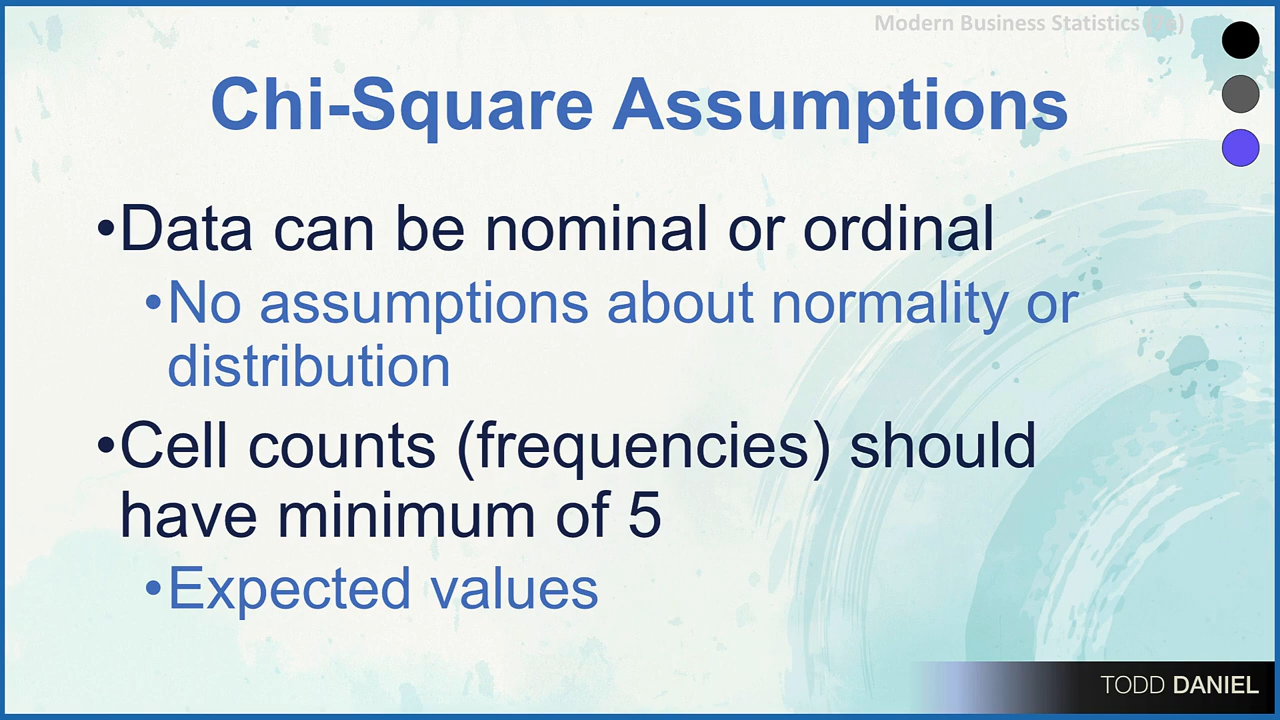 Modern Business Statistics
Chi-Square Assumptions
•Data can be nominal or ordinal
•No assumptions about normality or
distribution
•Cell counts (frequencies) should
have minimum of 5
•Expected values
TODD DANIEL